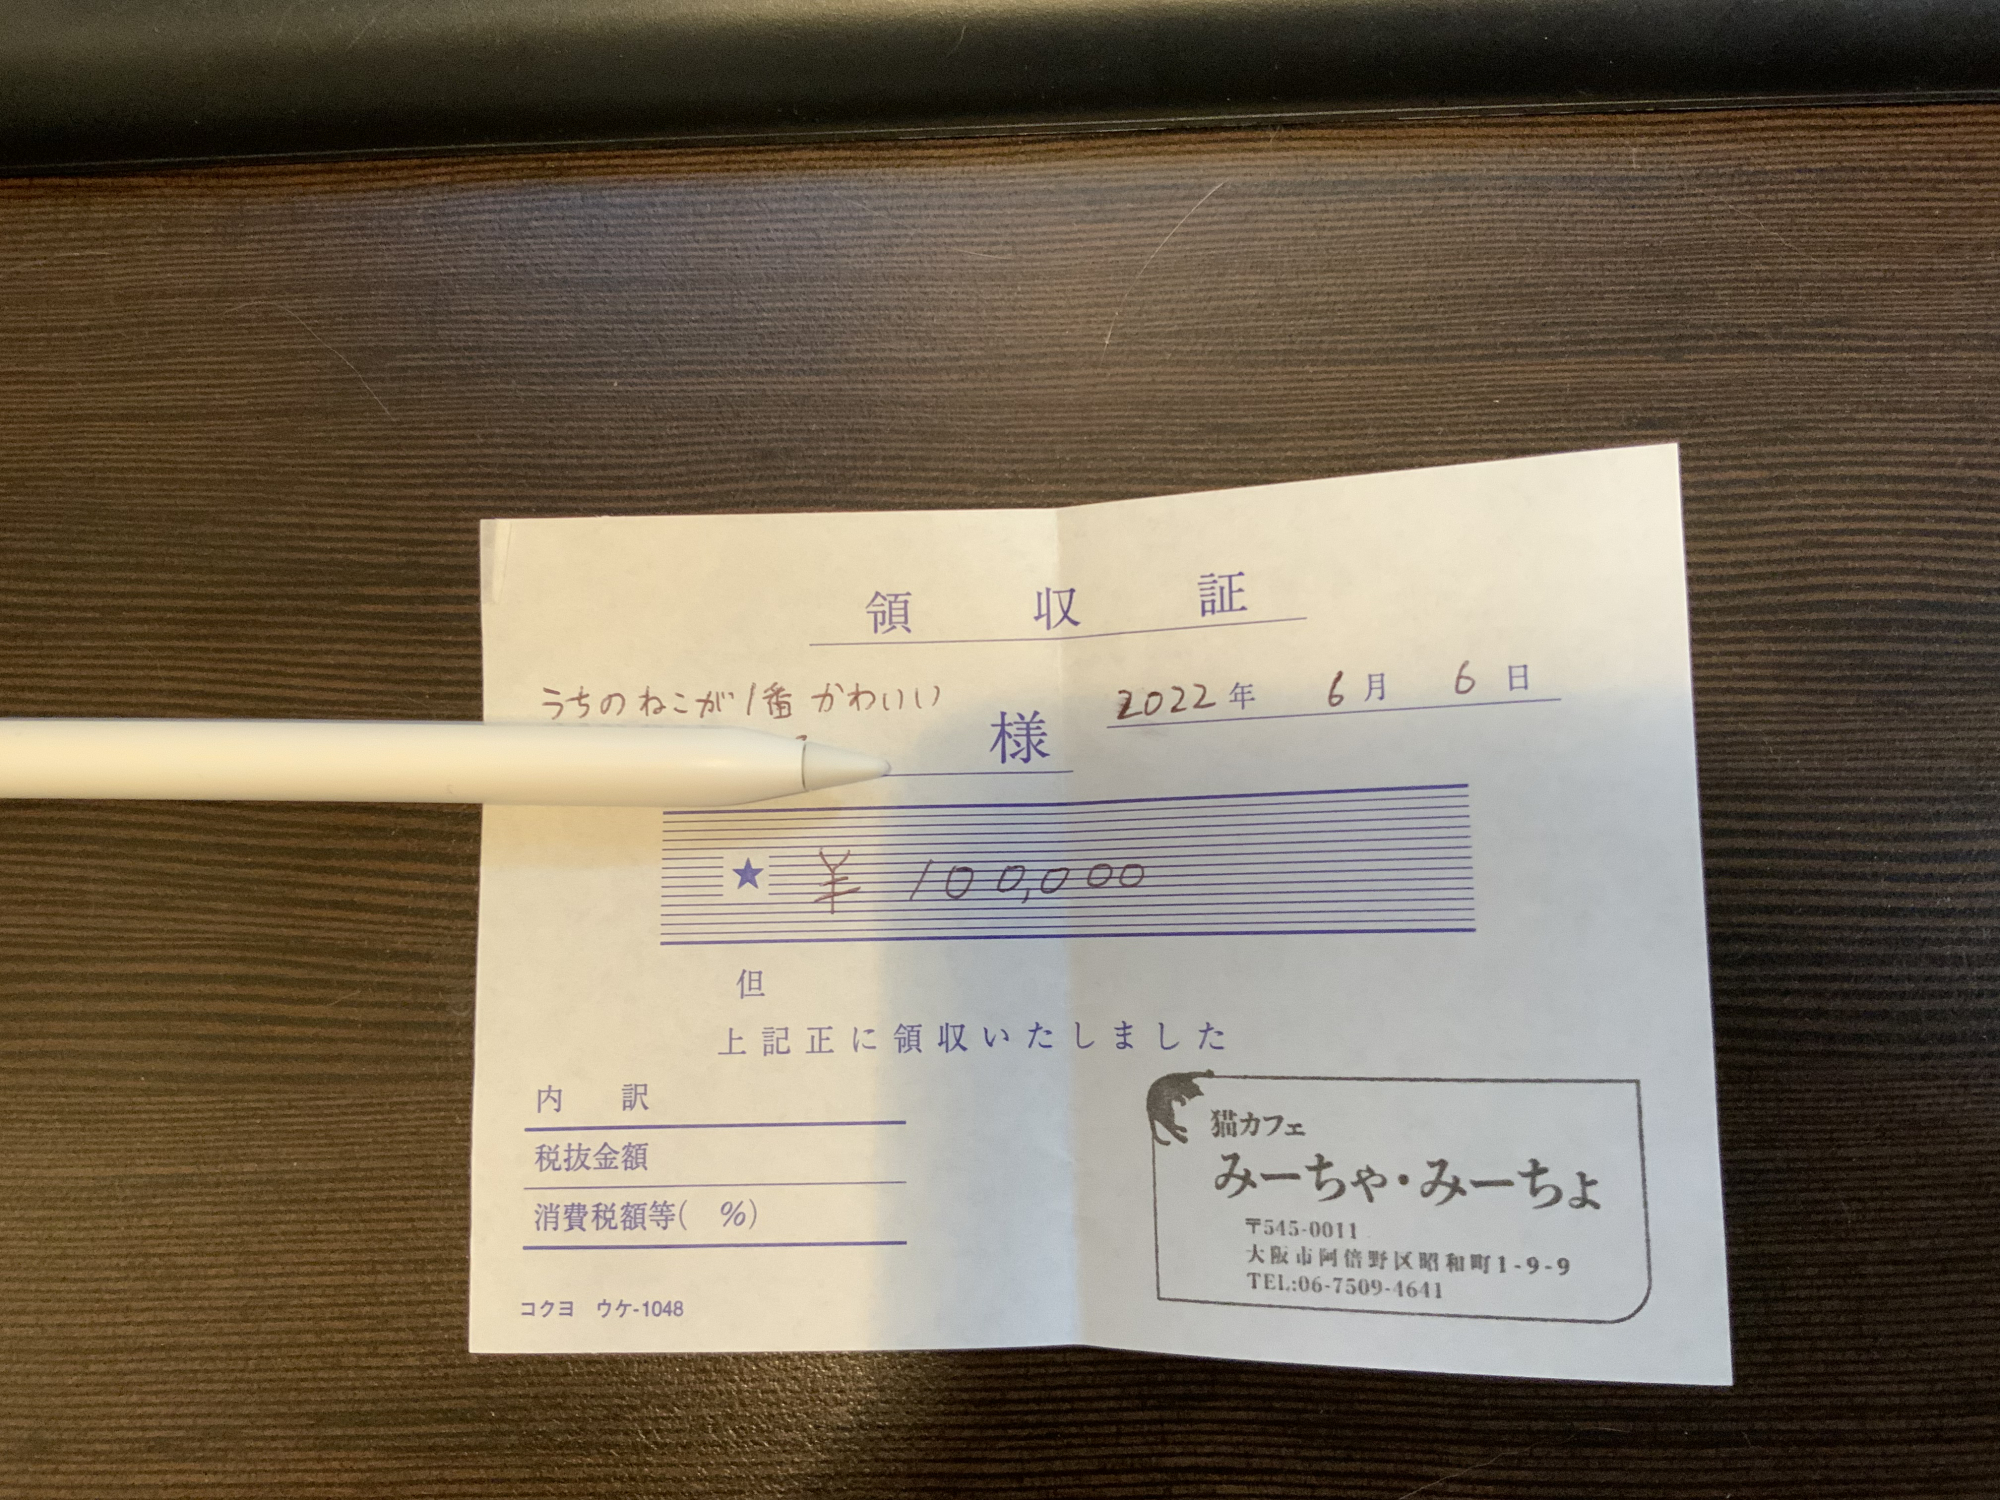 領収証
うちのねこが1番かわいい
様
2022年 6月 6日
★ ¥100,000
但
上記正に領収いたしました
内訳
税抜金額
消費税額等( %)
コクヨ ウケ-1048
猫カフェ
みーちゃ・みーちょ
〒545-0011
大阪市阿倍野区昭和町1-9-9
TEL:06-7509-4641